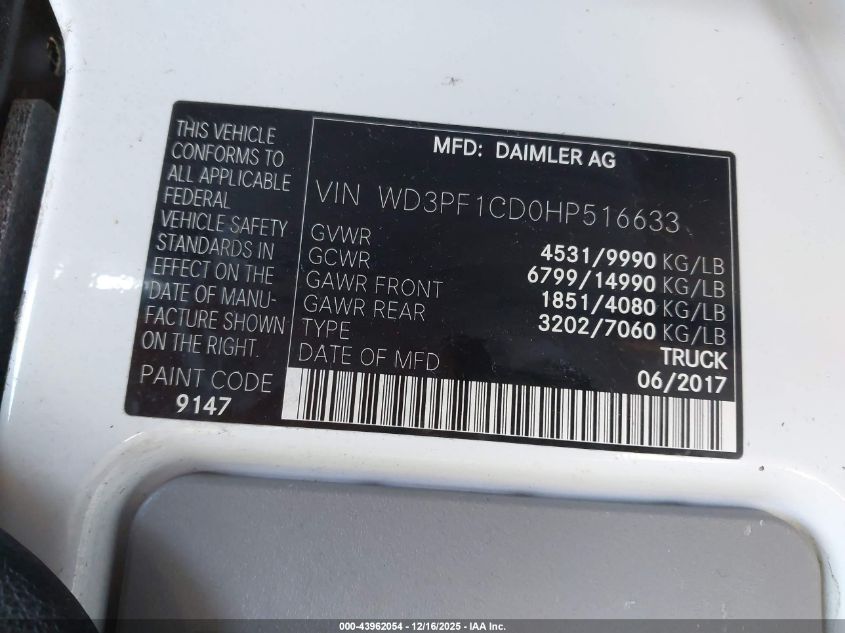 THIS VEHICLE
CONFORMS TO
ALL APPLICABLE
FEDERAL
VEHICLE SAFETY
STANDARDS IN
EFFECT ON THE
DATE OF MANU-
FACTURE SHOWN
ON THE RIGHT.
PAINT CODE
9147
MFD: DAIMLER AG
VIN WD3PF1CD0HP516633
GVWR 4531/9990 KG/LB
GCWR 6799/14990 KG/LB
GAWR FRONT 1851/4080 KG/LB
GAWR REAR 3202/7060 KG/LB
TYPE TRUCK
DATE OF MFD 06/2017
000-43962054 - 12/16/2025 - IAA Inc.